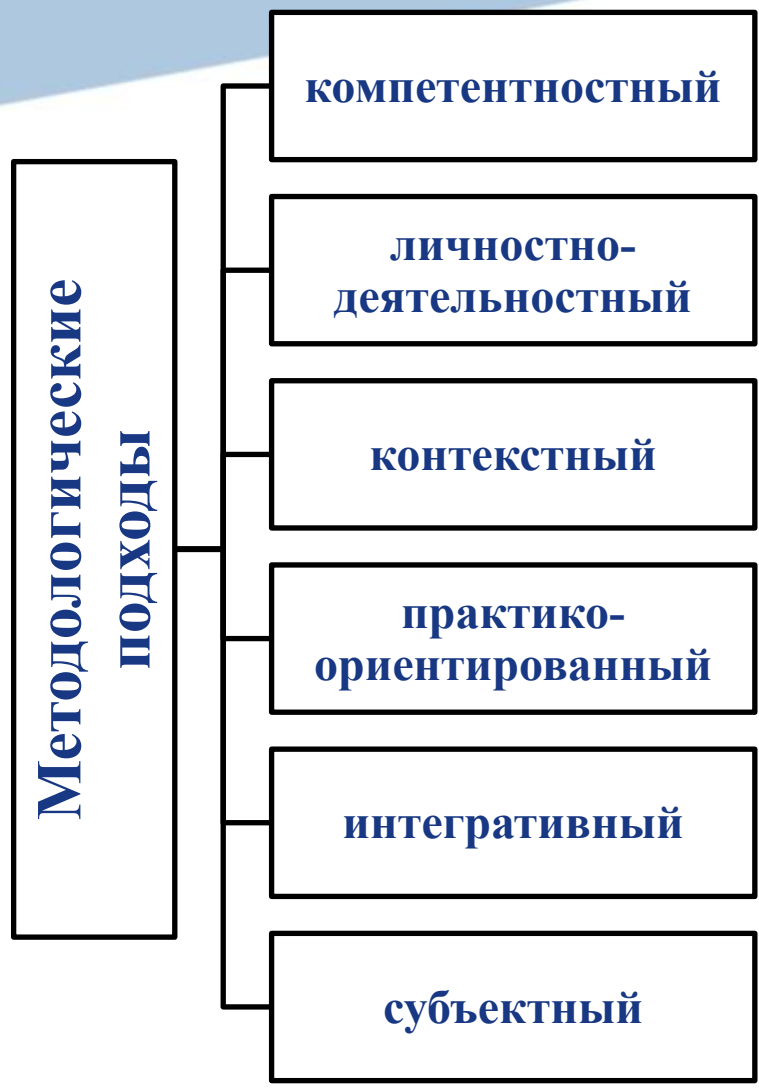 Методологические
подходы
компетентностный
личностно-
деятельностный
контекстный
практико-
ориентированный
интегративный
субъектный